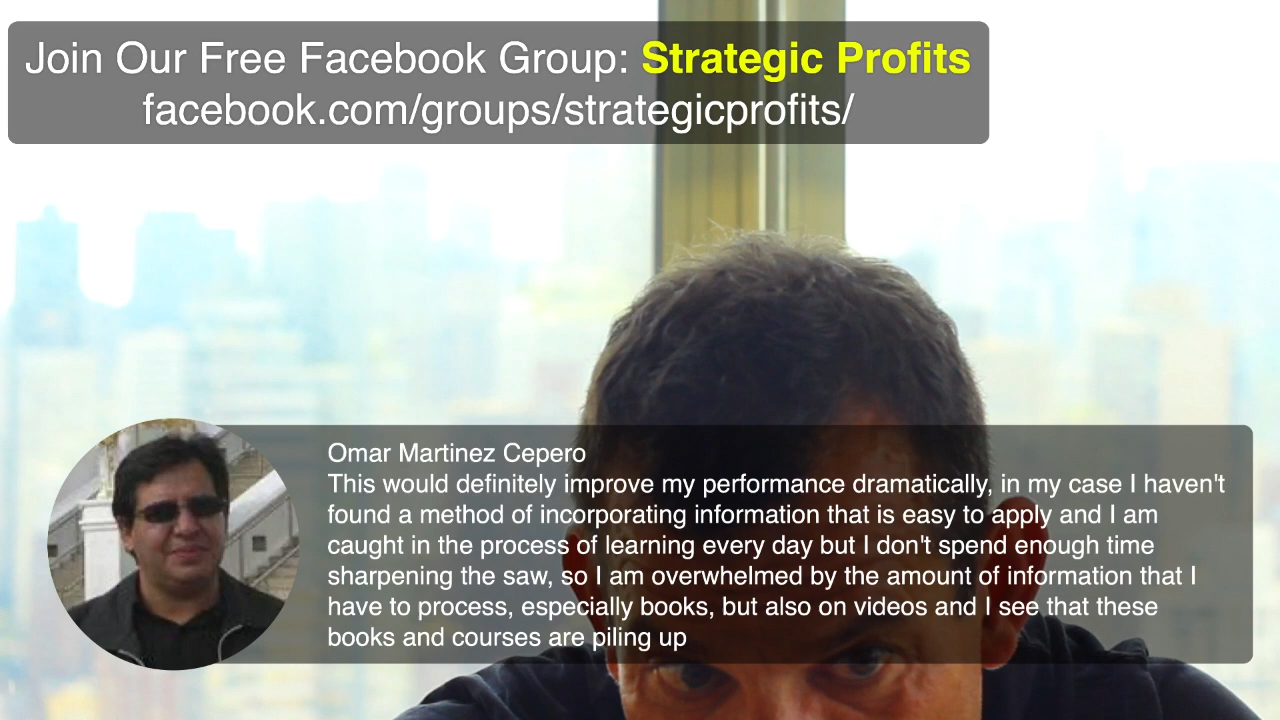 Join Our Free Facebook Group: Strategic Profits
facebook.com/groups/strategicprofits/
Omar Martinez Cepero
This would definitely improve my performance dramatically, in my case I haven't
found a method of incorporating information that is easy to apply and I am
caught in the process of learning every day but I don't spend enough time
sharpening the saw, so I am overwhelmed by the amount of information that I
have to process, especially books, but also on videos and I see that these
books and courses are piling up